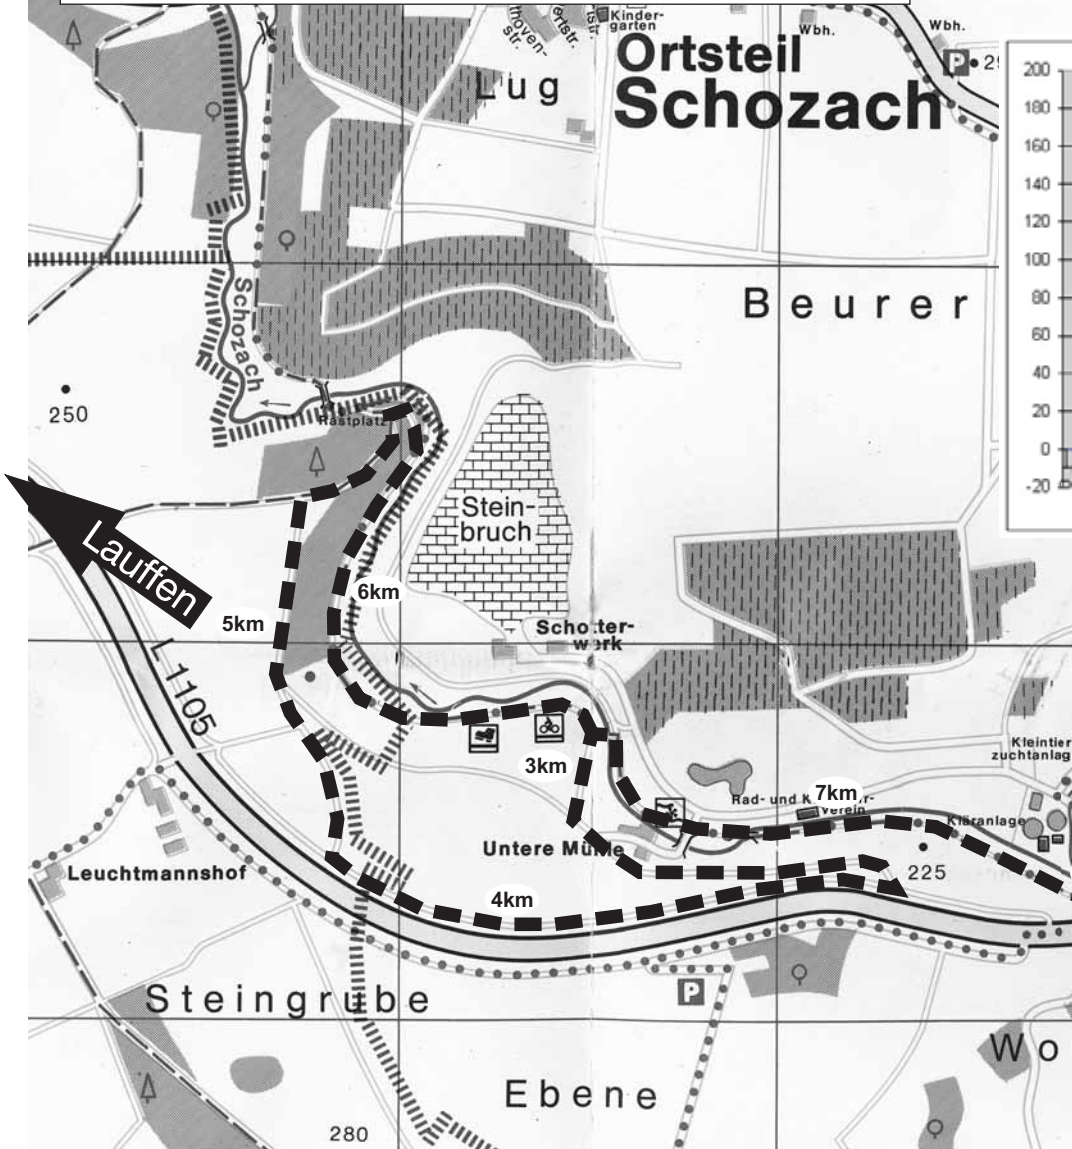 Kinder-
garten
Wbh.
Wbh.
Ortsteil
Schozach
P
Lug
200
180
160
140
120
100
80
60
40
20
0
-20
Schozach
Beurer
250
Rastplatz
Stein-
bruch
Lauffen
6km
5km
Schotter-
werk
L 1105
3km
Kleintier
zuchtanlag
7km
Rad- und K
Verein
Kläranlage
Untere Mühle
225
Leuchtmannshof
4km
Steingrube
P
Wo
Ebene
280